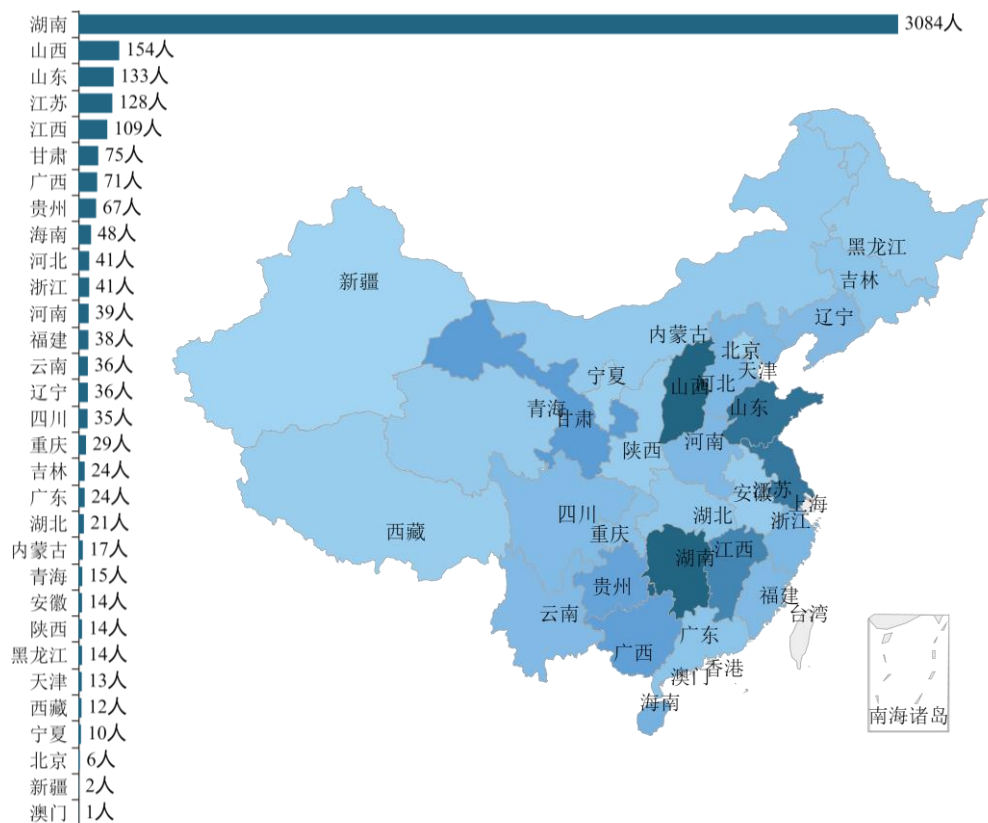 湖南 3084人
山西 154人
山东 133人
江苏 128人
江西 109人
甘肃 75人
广西 71人
贵州 67人
海南 48人
河北 41人
浙江 41人
河南 39人
福建 38人
云南 36人
辽宁 36人
四川 35人
重庆 29人
吉林 24人
广东 24人
湖北 21人
内蒙古 17人
青海 15人
安徽 14人
陕西 14人
黑龙江 14人
天津 13人
西藏 12人
宁夏 10人
北京 6人
新疆 2人
澳门 1人
黑龙江
吉林
新疆
辽宁
内蒙古
北京
天津
宁夏
山西
河北
山东
青海
甘肃
河南
陕西
安徽
江苏
上海
四川
湖北
浙江
西藏
重庆
湖南
江西
贵州
福建
云南
台湾
广东
广西
香港
澳门
海南
南海诸岛